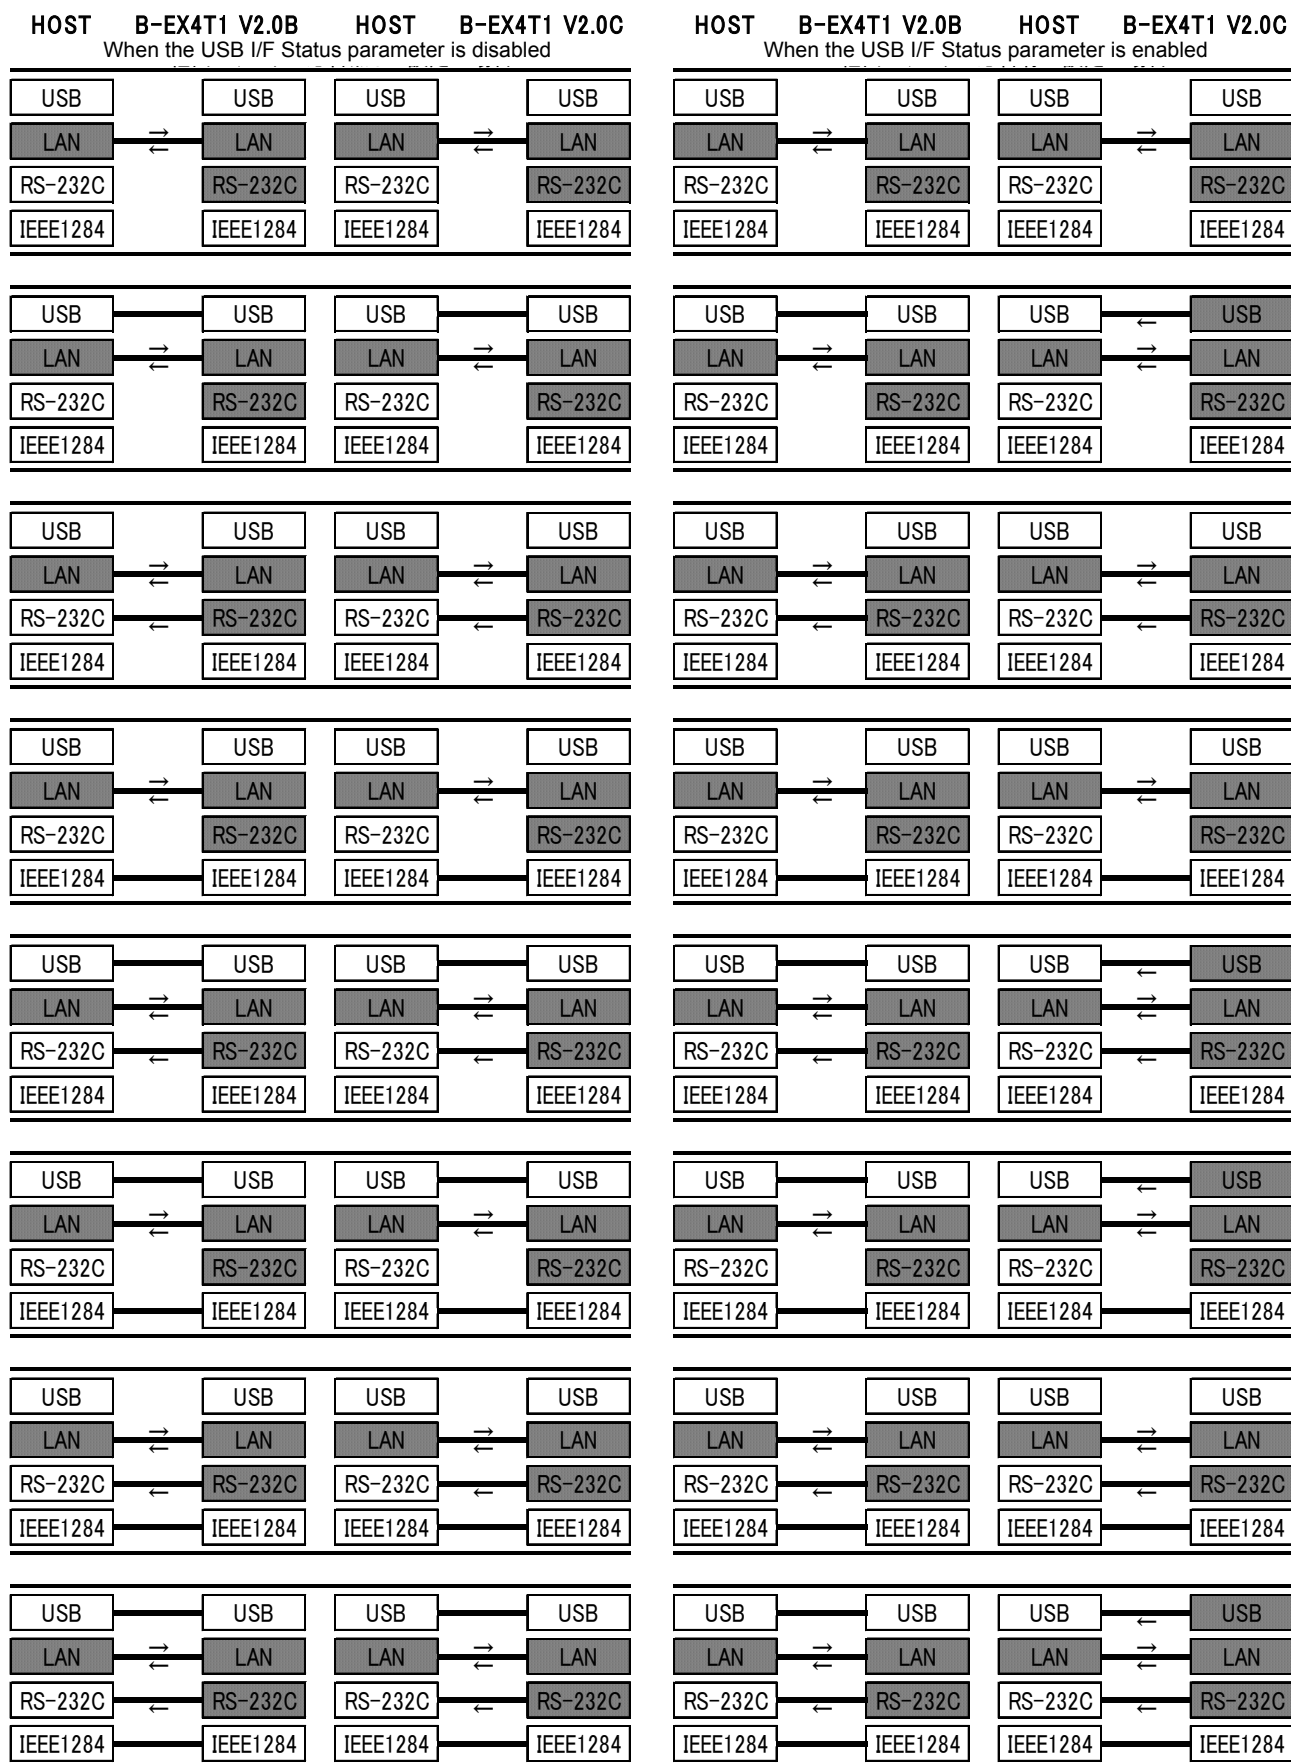 HOST B-EX4T1 V2.0B HOST B-EX4T1 V2.0C HOST B-EX4T1 V2.0B HOST B-EX4T1 V2.0C
When the USB I/F Status parameter is disabled When the USB I/F Status parameter is enabled
USB USB USB USB USB USB USB USB
LAN → ← LAN LAN → ← LAN LAN → ← LAN LAN → ← LAN
RS-232C RS-232C RS-232C RS-232C RS-232C RS-232C RS-232C RS-232C
IEEE1284 IEEE1284 IEEE1284 IEEE1284 IEEE1284 IEEE1284 IEEE1284 IEEE1284
USB USB USB USB USB USB USB ← USB
LAN → ← LAN LAN → ← LAN LAN → ← LAN LAN → ← LAN
RS-232C RS-232C RS-232C RS-232C RS-232C RS-232C RS-232C RS-232C
IEEE1284 IEEE1284 IEEE1284 IEEE1284 IEEE1284 IEEE1284 IEEE1284 IEEE1284
USB USB USB USB USB USB USB USB
LAN → ← LAN LAN → ← LAN LAN → ← LAN LAN → ← LAN
RS-232C ← RS-232C RS-232C ← RS-232C RS-232C ← RS-232C RS-232C ← RS-232C
IEEE1284 IEEE1284 IEEE1284 IEEE1284 IEEE1284 IEEE1284 IEEE1284 IEEE1284
USB USB USB USB USB USB USB USB
LAN → ← LAN LAN → ← LAN LAN → ← LAN LAN → ← LAN
RS-232C RS-232C RS-232C RS-232C RS-232C RS-232C RS-232C RS-232C
IEEE1284 IEEE1284 IEEE1284 IEEE1284 IEEE1284 IEEE1284 IEEE1284 IEEE1284
USB USB USB USB USB USB USB ← USB
LAN → ← LAN LAN → ← LAN LAN → ← LAN LAN → ← LAN
RS-232C ← RS-232C RS-232C ← RS-232C RS-232C ← RS-232C RS-232C ← RS-232C
IEEE1284 IEEE1284 IEEE1284 IEEE1284 IEEE1284 IEEE1284 IEEE1284 IEEE1284
USB USB USB USB USB USB USB ← USB
LAN → ← LAN LAN → ← LAN LAN → ← LAN LAN → ← LAN
RS-232C RS-232C RS-232C RS-232C RS-232C RS-232C RS-232C RS-232C
IEEE1284 IEEE1284 IEEE1284 IEEE1284 IEEE1284 IEEE1284 IEEE1284 IEEE1284
USB USB USB USB USB USB USB USB
LAN → ← LAN LAN → ← LAN LAN → ← LAN LAN → ← LAN
RS-232C ← RS-232C RS-232C ← RS-232C RS-232C ← RS-232C RS-232C ← RS-232C
IEEE1284 IEEE1284 IEEE1284 IEEE1284 IEEE1284 IEEE1284 IEEE1284 IEEE1284
USB USB USB USB USB USB USB ← USB
LAN → ← LAN LAN → ← LAN LAN → ← LAN LAN → ← LAN
RS-232C ← RS-232C RS-232C ← RS-232C RS-232C ← RS-232C RS-232C ← RS-232C
IEEE1284 IEEE1284 IEEE1284 IEEE1284 IEEE1284 IEEE1284 IEEE1284 IEEE1284